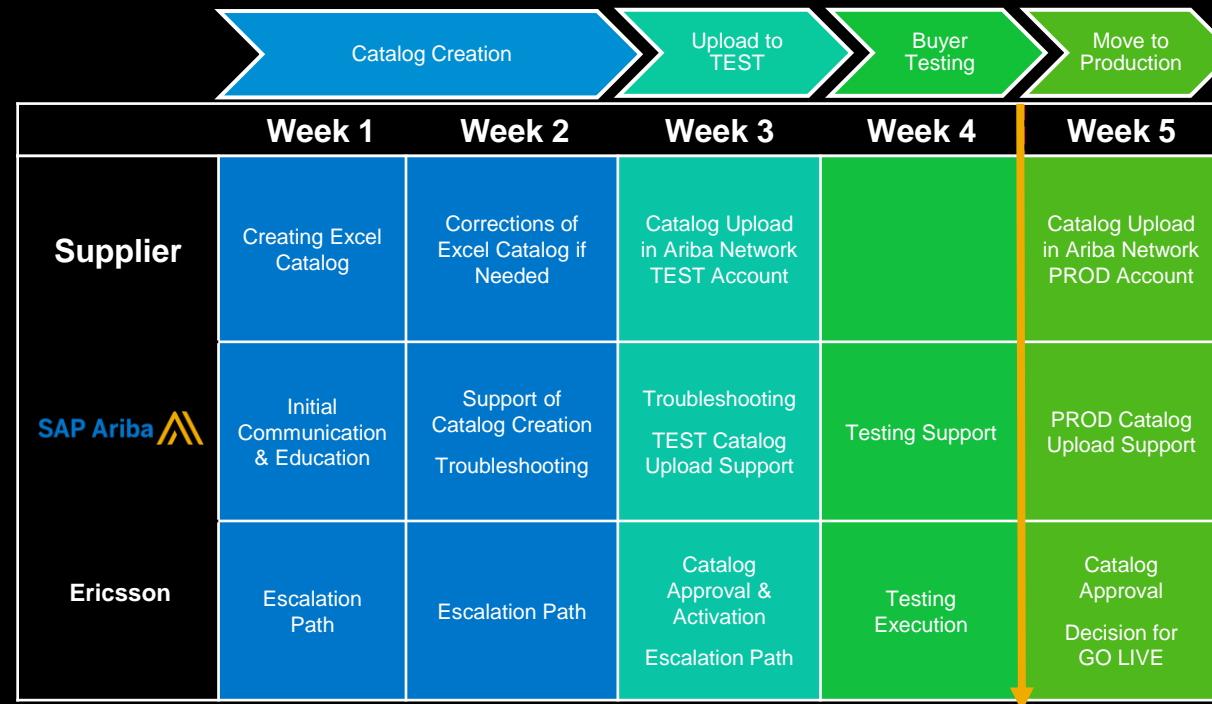 Catalog Creation
Upload to
TEST
Buyer
Testing
Move to
Production
Week 1
Week 2
Week 3
Week 4
Week 5
Supplier
Creating Excel
Catalog
Corrections of
Excel Catalog if
Needed
Catalog Upload
in Ariba Network
TEST Account
Catalog Upload
in Ariba Network
PROD Account
SAP Ariba
Initial
Communication
& Education
Support of
Catalog Creation
Troubleshooting
Troubleshooting
TEST Catalog
Upload Support
Testing Support
PROD Catalog
Upload Support
Ericsson
Escalation
Path
Escalation Path
Catalog
Approval &
Activation
Escalation Path
Testing
Execution
Catalog
Approval
Decision for
GO LIVE